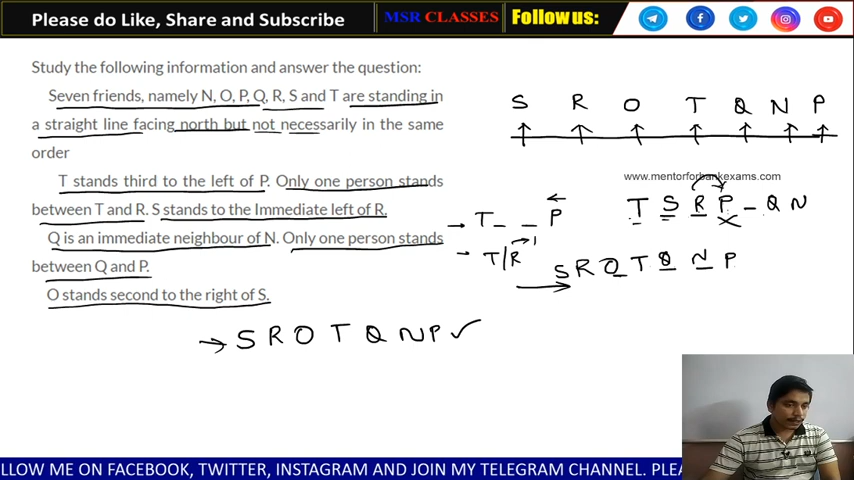 Please do Like, Share and Subscribe
MSR CLASSES
Follow us:
Study the following information and answer the question:
Seven friends, namely N, O, P, Q, R, S and T are standing in
a straight line facing north but not necessarily in the same
order
T stands third to the left of P. Only one person stands
between T and R. S stands to the Immediate left of R.
Q is an immediate neighbour of N. Only one person stands
between Q and P.
O stands second to the right of S.
S R O T Q N P
www.mentorforbankexams.com
T S R P _ Q N
→ T _ _ P
- T/R
S R O T Q N P
→ S R O T Q N P ✓
LLOW ME ON FACEBOOK, TWITTER, INSTAGRAM AND JOIN MY TELEGRAM CHANNEL.